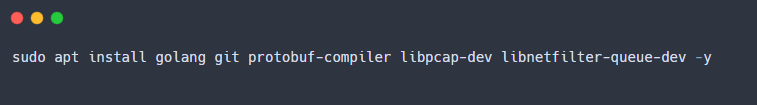 sudo apt install golang git protobuf-compiler libpcap-dev libnetfilter-queue-dev -y